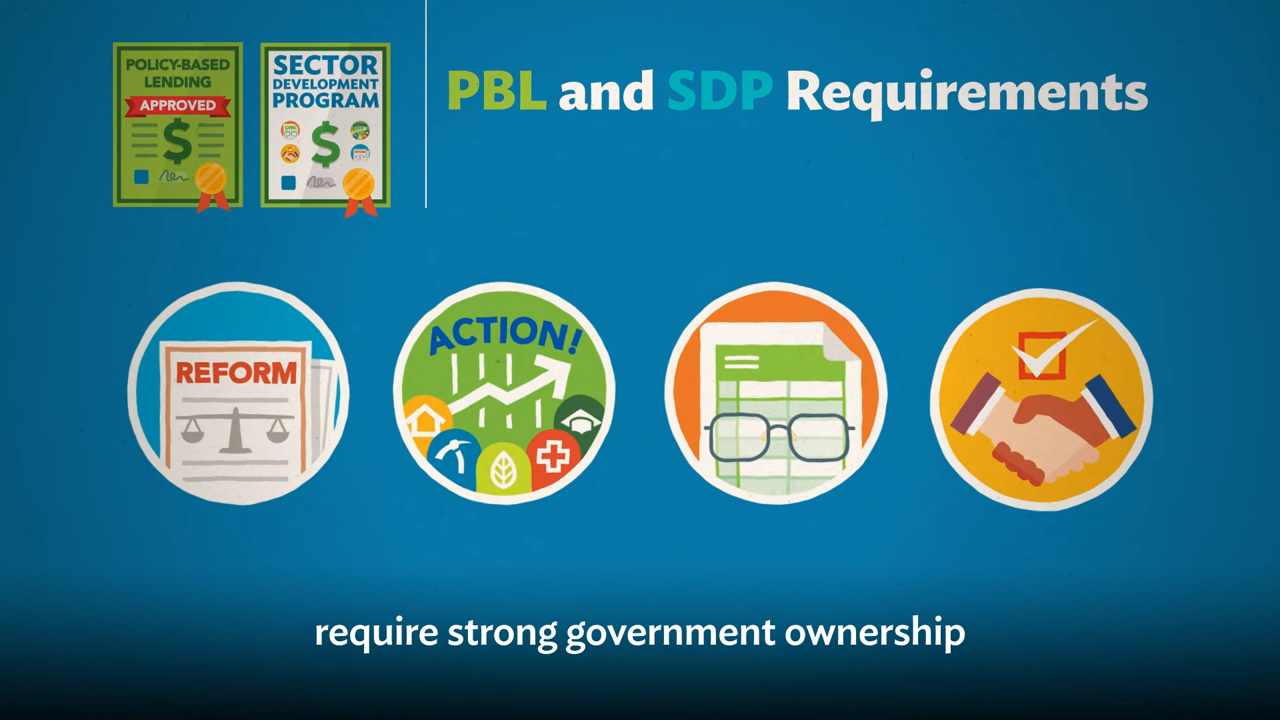 POLICY-BASED
LENDING
APPROVED
$
SECTOR
DEVELOPMENT
PROGRAM
$
PBL and SDP Requirements
REFORM
ACTION!
require strong government ownership